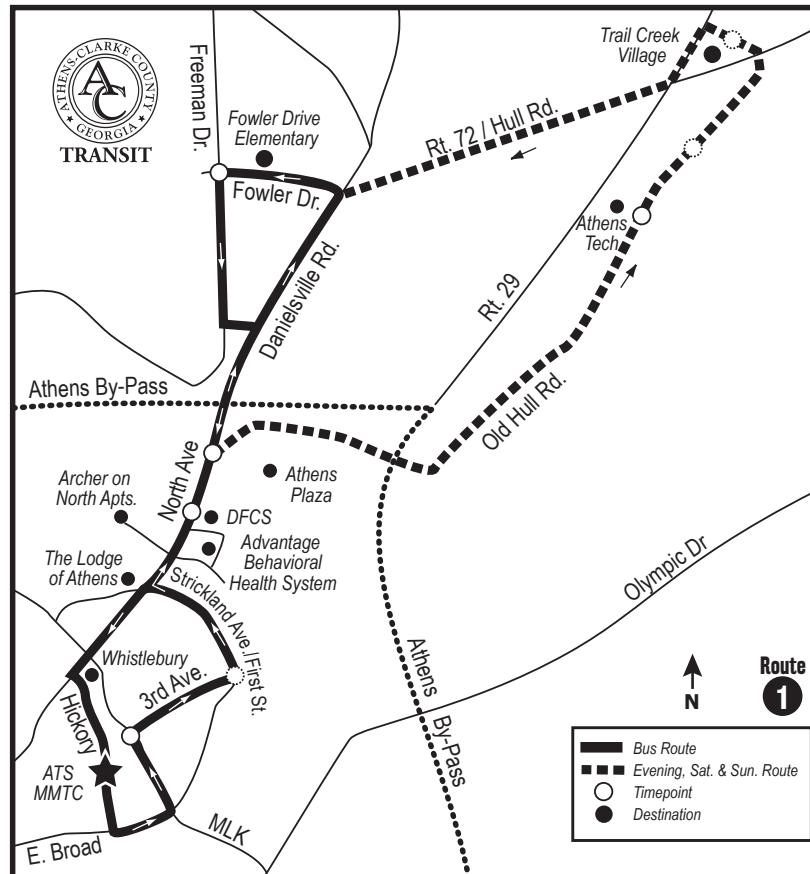 ATHENS-CLARKE COUNTY
AC
GEORGIA
TRANSIT
Freeman Dr.
Fowler Drive
Elementary
Fowler Dr.
Trail Creek
Village
Rt. 72 / Hull Rd.
Athens
Tech
Danielsville Rd.
Rt. 29
Athens By-Pass
Old Hull Rd.
North Ave
Athens
Plaza
Archer on
North Apts.
DFCS
Advantage
Behavioral
Health System
The Lodge
of Athens
Strickland Ave./First St.
Olympic Dr
Whistlebury
3rd Ave.
Hickory
Athens
By-Pass
ATS
MMTC
E. Broad
MLK
N
Route
1
Bus Route
Evening, Sat. & Sun. Route
Timepoint
Destination